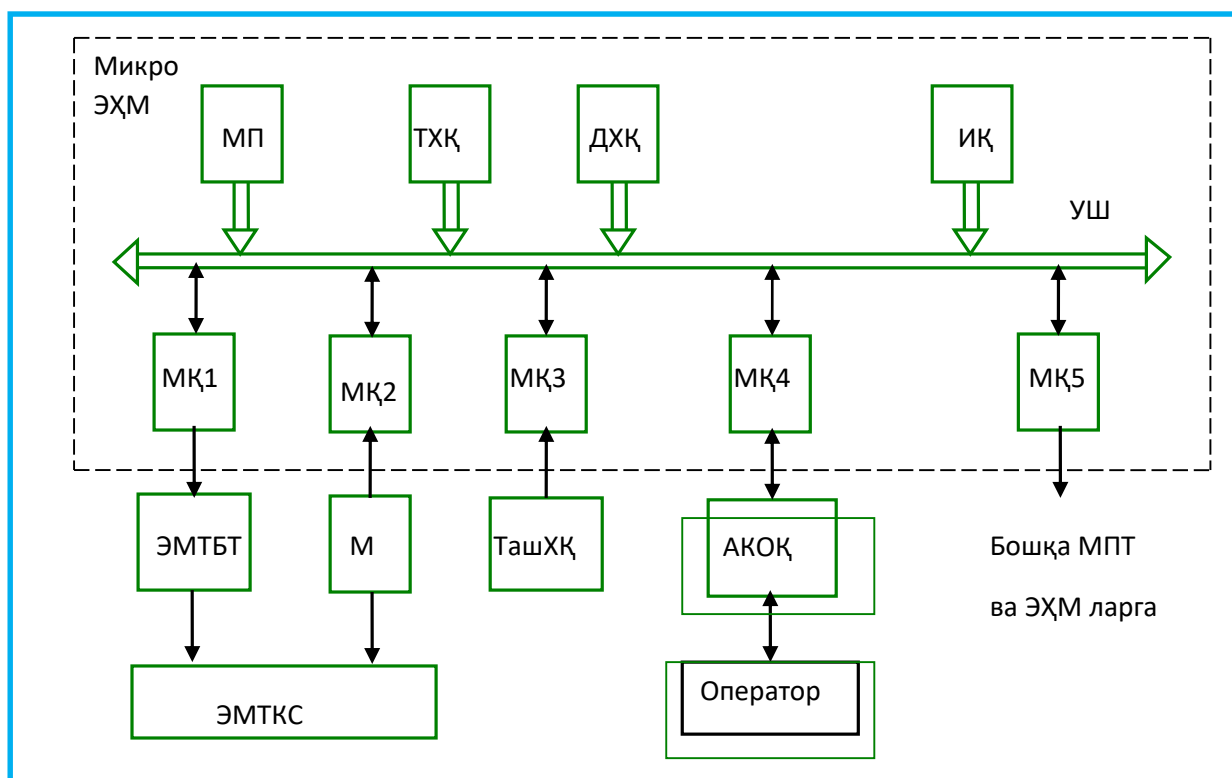 Микро
ЭҲМ
МП
ТХҚ
ДХҚ
ИҚ
УШ
МҚ1
МҚ2
МҚ3
МҚ4
МҚ5
ЭМТБТ
М
ТашХҚ
АКОҚ
Бошқа МПТ
ва ЭҲМ ларга
ЭМТКС
Оператор